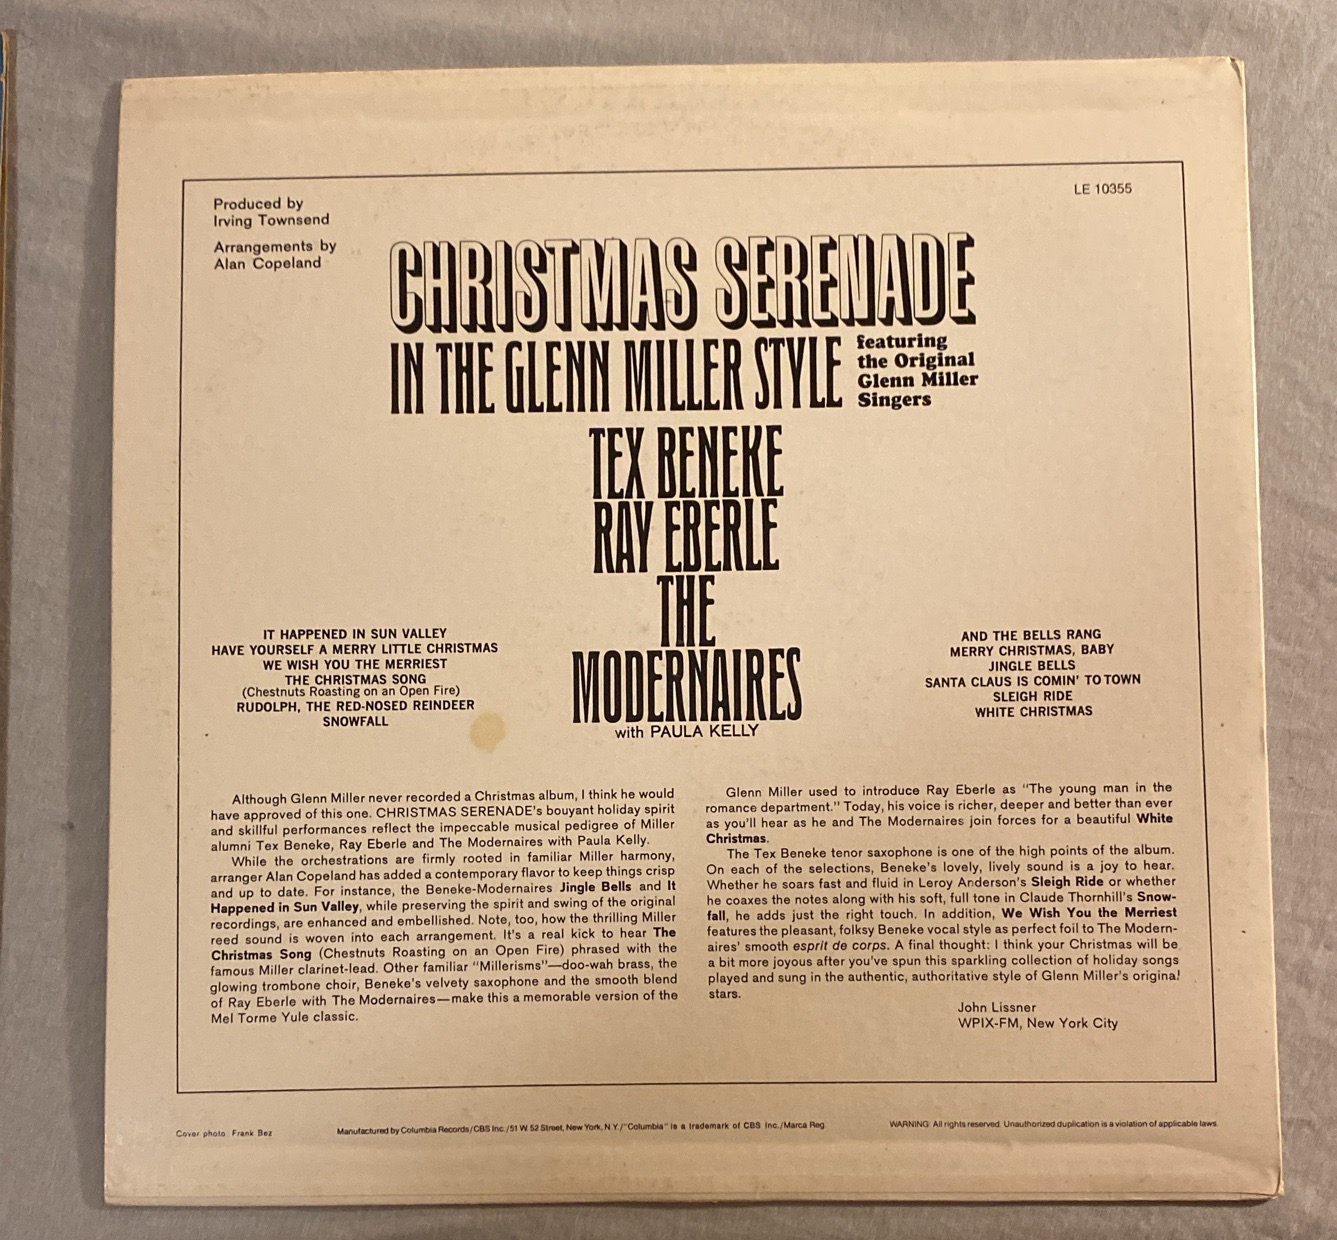 Produced by
Irving Townsend
Arrangements by
Alan Copeland
LE 10355
CHRISTMAS SERENADE
IN THE GLENN MILLER STYLE
featuring
the Original
Glenn Miller
Singers
TEX BENEKE
RAY EBERLE
THE
MODERNAIRES
with PAULA KELLY
IT HAPPENED IN SUN VALLEY
HAVE YOURSELF A MERRY LITTLE CHRISTMAS
WE WISH YOU THE MERRIEST
THE CHRISTMAS SONG
(Chestnuts Roasting on an Open Fire)
RUDOLPH, THE RED-NOSED REINDEER
SNOWFALL
AND THE BELLS RANG
MERRY CHRISTMAS, BABY
JINGLE BELLS
SANTA CLAUS IS COMIN' TO TOWN
SLEIGH RIDE
WHITE CHRISTMAS
Although Glenn Miller never recorded a Christmas album, I think he would
have approved of this one. CHRISTMAS SERENADE's bouyant holiday spirit
and skillful performances reflect the impeccable musical pedigree of Miller
alumni Tex Beneke, Ray Eberle and The Modernaires with Paula Kelly.
While the orchestrations are firmly rooted in familiar Miller harmony,
arranger Alan Copeland has added a contemporary flavor to keep things crisp
and up to date. For instance, the Beneke-Modernaires Jingle Bells and It
Happened in Sun Valley, while preserving the spirit and swing of the original
recordings, are enhanced and embellished. Note, too, how the thrilling Miller
reed sound is woven into each arrangement. It's a real kick to hear The
Christmas Song (Chestnuts Roasting on an Open Fire) phrased with the
famous Miller clarinet-lead. Other familiar "Millerisms"—doo-wah brass, the
glowing trombone choir, Beneke's velvety saxophone and the smooth blend
of Ray Eberle with The Modernaires—make this a memorable version of the
Mel Torme Yule classic.
Glenn Miller used to introduce Ray Eberle as "The young man in the
romance department." Today, his voice is richer, deeper and better than ever
as you'll hear as he and The Modernaires join forces for a beautiful White
Christmas.
The Tex Beneke tenor saxophone is one of the high points of the album.
On each of the selections, Beneke's lovely, lively sound is a joy to hear.
Whether he soars fast and fluid in Leroy Anderson's Sleigh Ride or whether
he coaxes the notes along with his soft, full tone in Claude Thornhill's Snow-
fall, he adds just the right touch. In addition, We Wish You the Merriest
features the pleasant, folksy Beneke vocal style as perfect foil to The Modern-
aires' smooth esprit de corps. A final thought: I think your Christmas will be
a bit more joyous after you've spun this sparkling collection of holiday songs
played and sung in the authentic, authoritative style of Glenn Miller's original
stars.
John Lissner
WPIX-FM, New York City
Cover photo: Frank Bez
Manufactured by Columbia Records/CBS Inc./51 W. 52 Street, New York, N.Y./"Columbia" is a trademark of CBS Inc./Marca Reg.
WARNING: All rights reserved. Unauthorized duplication is a violation of applicable laws.